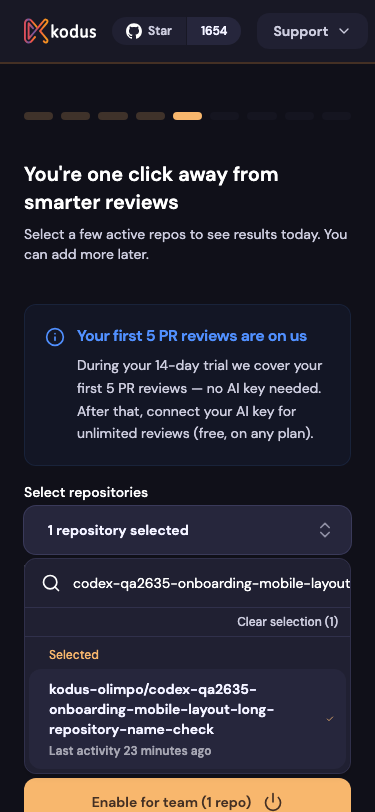 kodus
Star 1654
Support
You're one click away from
smarter reviews
Select a few active repos to see results today. You
can add more later.
Your first 5 PR reviews are on us
During your 14-day trial we cover your
first 5 PR reviews — no AI key needed.
After that, connect your AI key for
unlimited reviews (free, on any plan).
Select repositories
1 repository selected
codex-qa2635-onboarding-mobile-layout
Clear selection (1)
Selected
kodus-olimpo/codex-qa2635-
onboarding-mobile-layout-long-
repository-name-check
Last activity 23 minutes ago
Enable for team (1 repo)